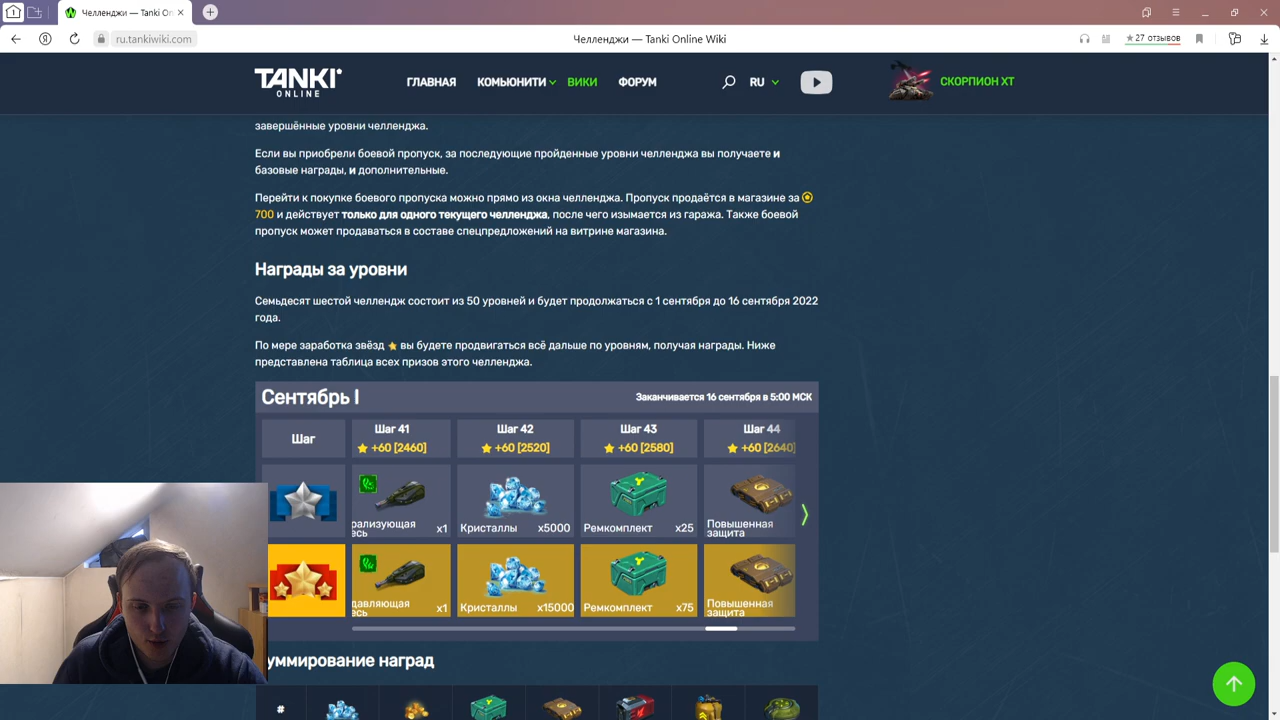 Челленджи — Tanki On
ru.tankiwiki.com
Челленджи — Tanki Online Wiki
★27 отзывов
TANKI
ONLINE
ГЛАВНАЯ
КОМЬЮНИТИ
ВИКИ
ФОРУМ
RU
СКОРПИОН XT
завершённые уровни челленджа.
Если вы приобрели боевой пропуск, за последующие пройденные уровни челленджа вы получаете и
базовые награды, и дополнительные.
Перейти к покупке боевого пропуска можно прямо из окна челленджа. Пропуск продаётся в магазине за
700 и действует только для одного текущего челленджа, после чего изымается из гаража. Также боевой
пропуск может продаваться в составе спецпредложений на витрине магазина.
Награды за уровни
Семьдесят шестой челлендж состоит из 50 уровней и будет продолжаться с 1 сентября до 16 сентября 2022
года.
По мере заработка звёзд вы будете продвигаться всё дальше по уровням, получая награды. Ниже
представлена таблица всех призов этого челленджа.
Сентябрь I
Заканчивается 16 сентября в 5:00 МСК
Шаг
Шаг 41
+60 [2460]
Шаг 42
+60 [2520]
Шаг 43
+60 [2580]
Шаг 44
+60 [2640]
рализующая
есь
x1
Кристаллы x5000
Ремкомплект x25
Повышенная
защита
давляющая
есь
x1
Кристаллы x15000
Ремкомплект x75
Повышенная
защита
уммирование наград
#